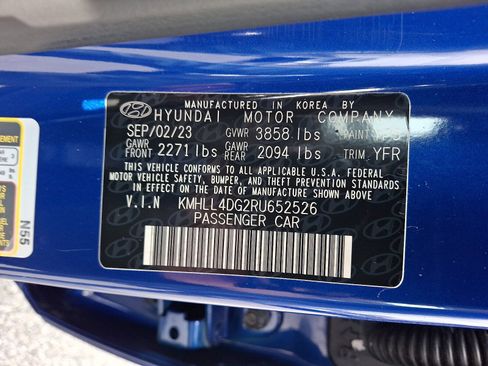 MANUFACTURED IN KOREA BY
HYUNDAI MOTOR COMPANY
SEP/02/23 GVWR 3858 lbs PAINT
GAWR FRONT 2271 lbs GAWR REAR 2094 lbs TRIM YFR
THIS VEHICLE CONFORMS TO ALL APPLICABLE U.S.A. FEDERAL
MOTOR VEHICLE SAFETY, BUMPER, AND THEFT PREVENTION
STANDARDS IN EFFECT ON THE DATE OF MANUFACTURE SHOWN ABOVE
V.I.N KMHLL4DG2RU652526
PASSENGER CAR
N55